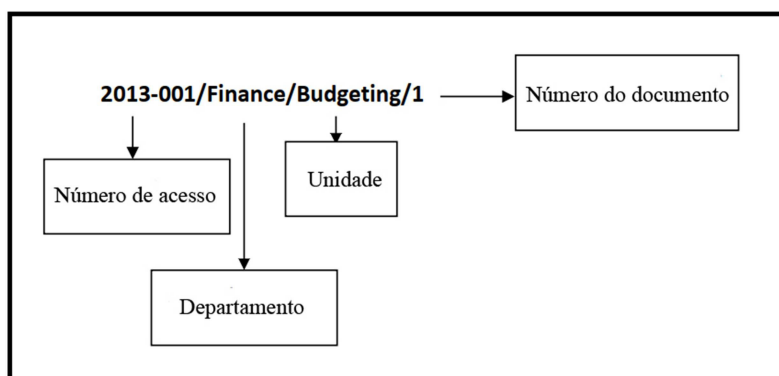 2013-001/Finance/Budgeting/1
Número do documento
Número de acesso
Unidade
Departamento